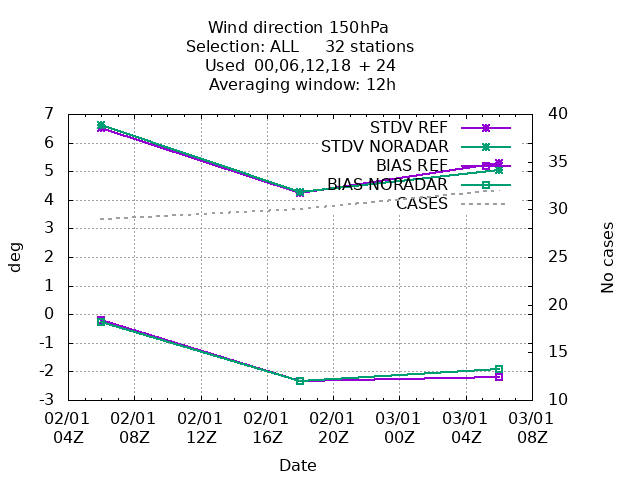 Wind direction 150hPa
Selection: ALL 32 stations
Used 00,06,12,18 + 24
Averaging window: 12h
7 40
STDV REF
6
STDV NORADAR
BIAS REF
5 35
BIAS NORADAR
4 30
CASES
3
2 25
deg
No cases
1
0 20
-1
-2 15
-3 10
02/01 02/01 02/01 02/01 02/01 03/01 03/01 03/01
04Z 08Z 12Z 16Z 20Z 00Z 04Z 08Z
Date